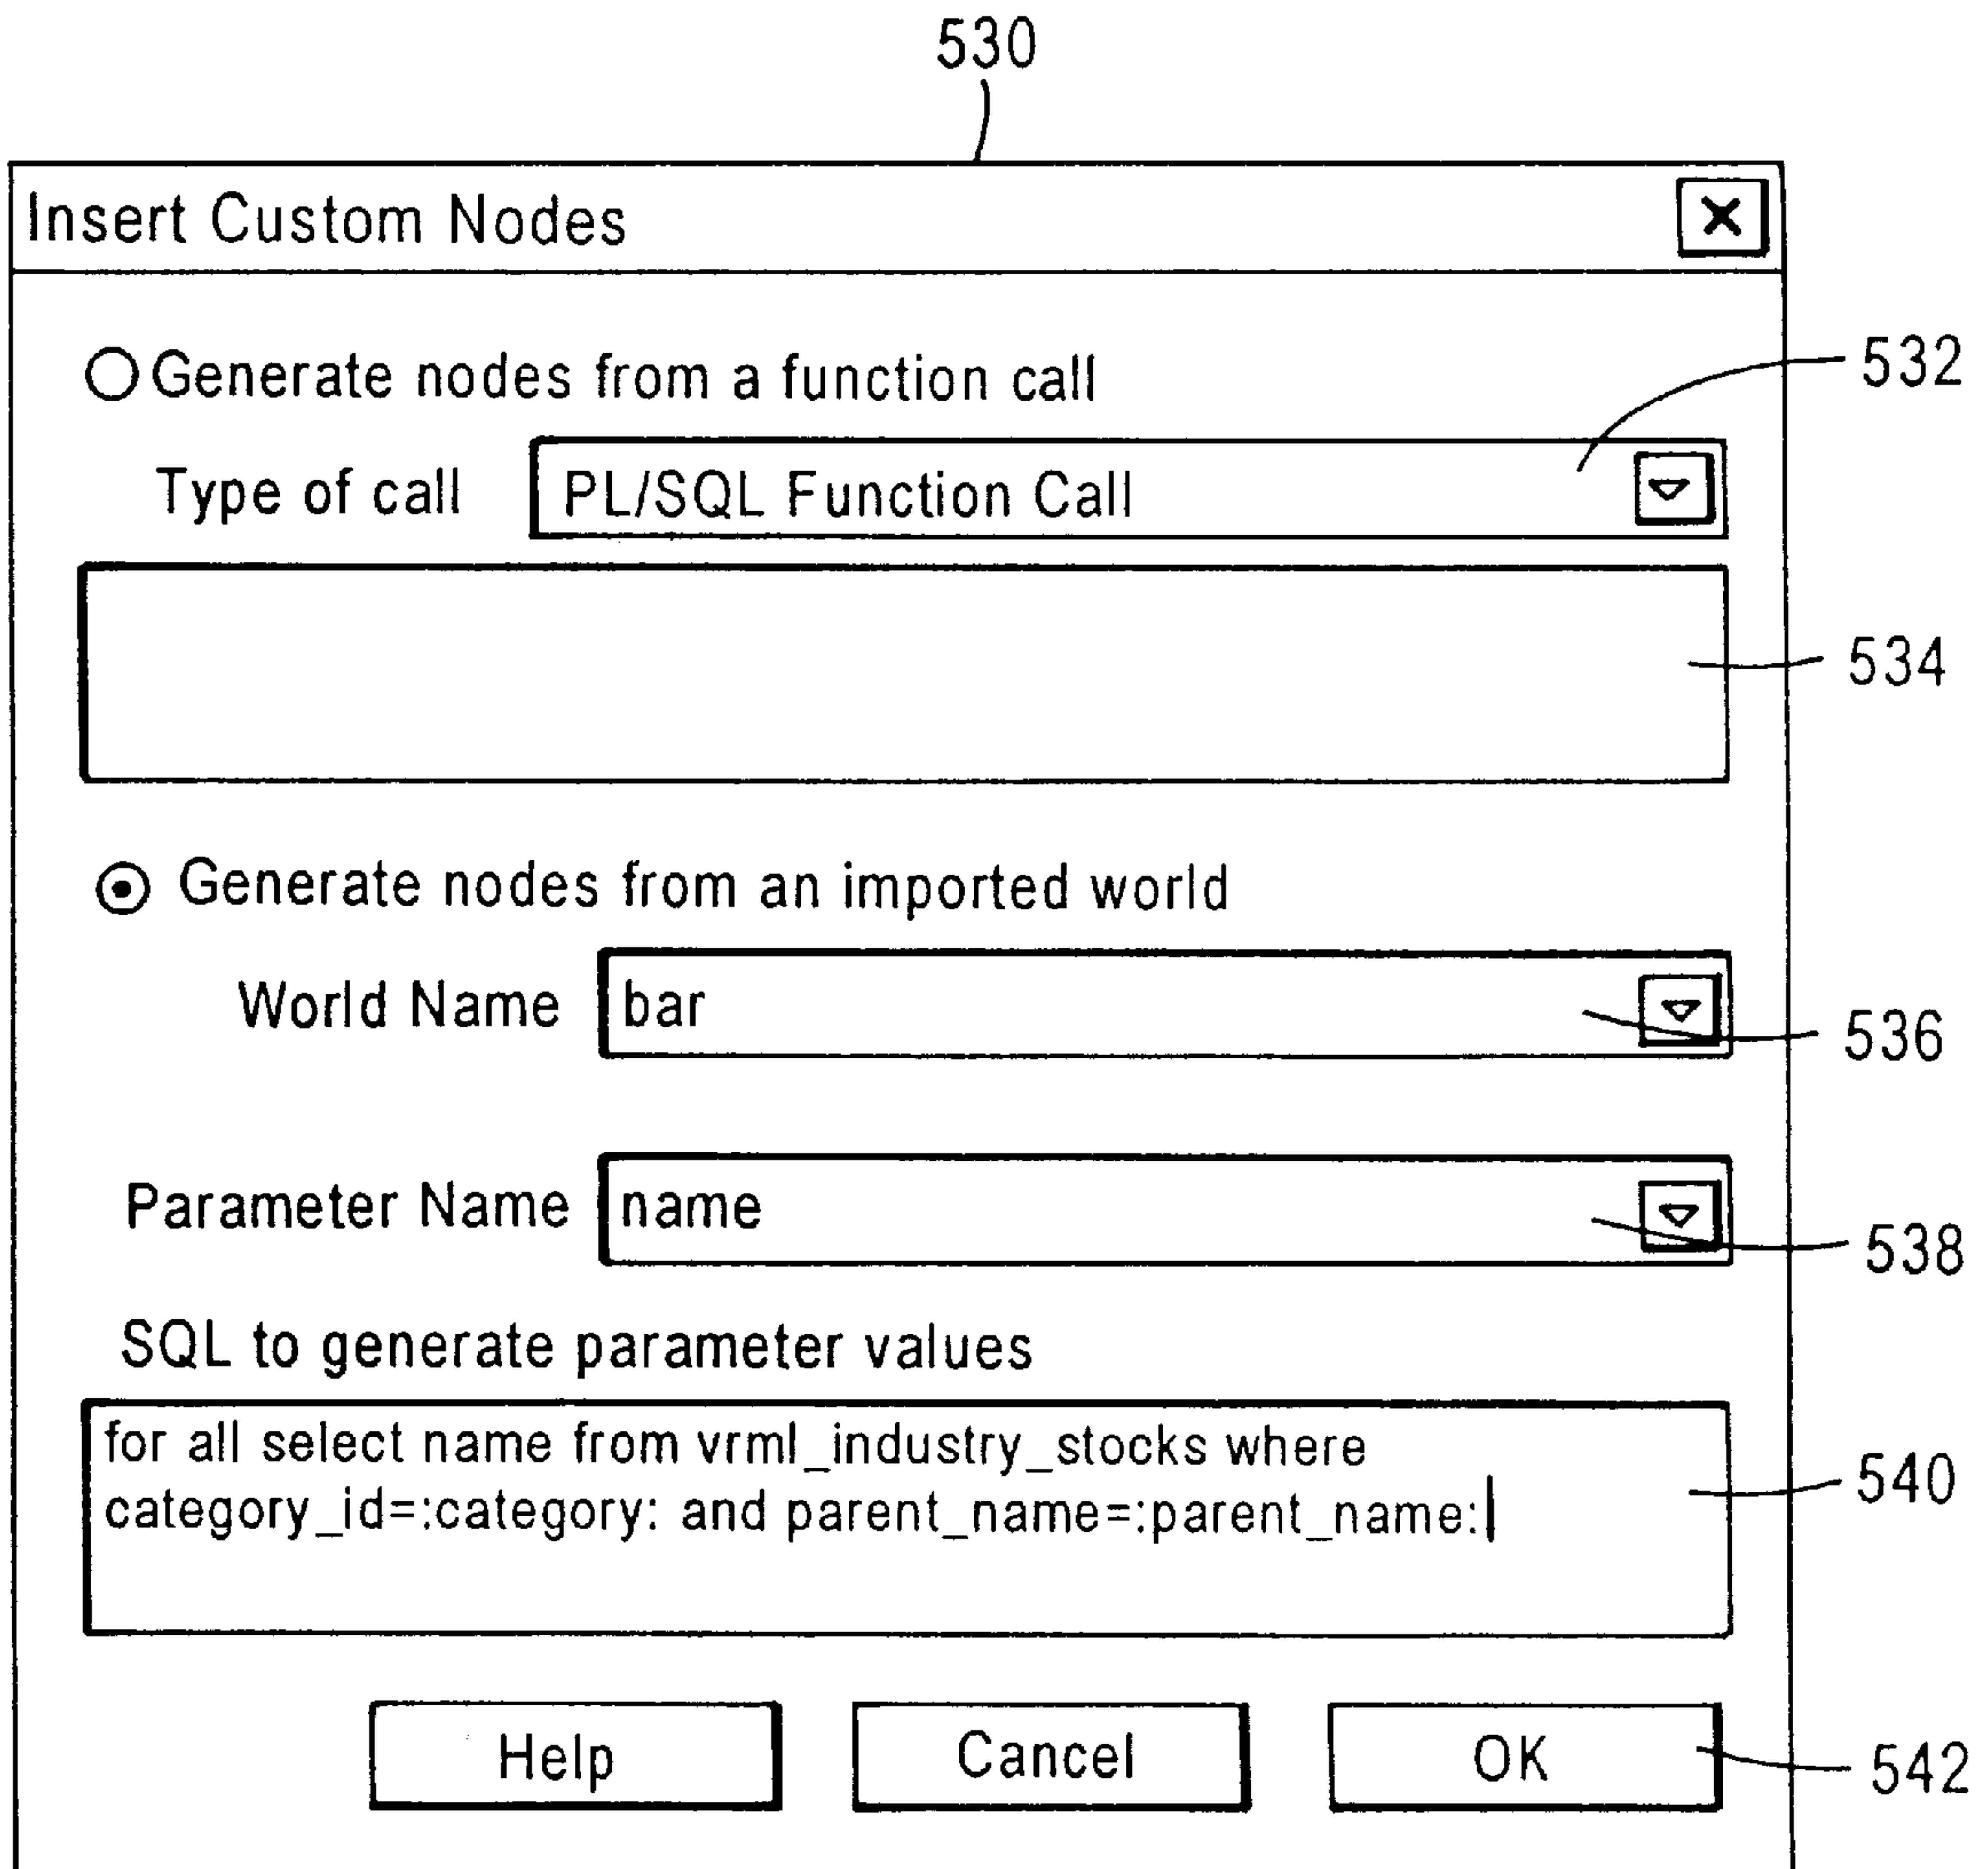 530
Insert Custom Nodes
Generate nodes from a function call
532
Type of call PL/SQL Function Call
534
Generate nodes from an imported world
World Name bar
536
Parameter Name name
538
SQL to generate parameter values
for all select name from vrml_industry_stocks where
category_id=:category: and parent_name=:parent_name:
540
Help Cancel OK
542